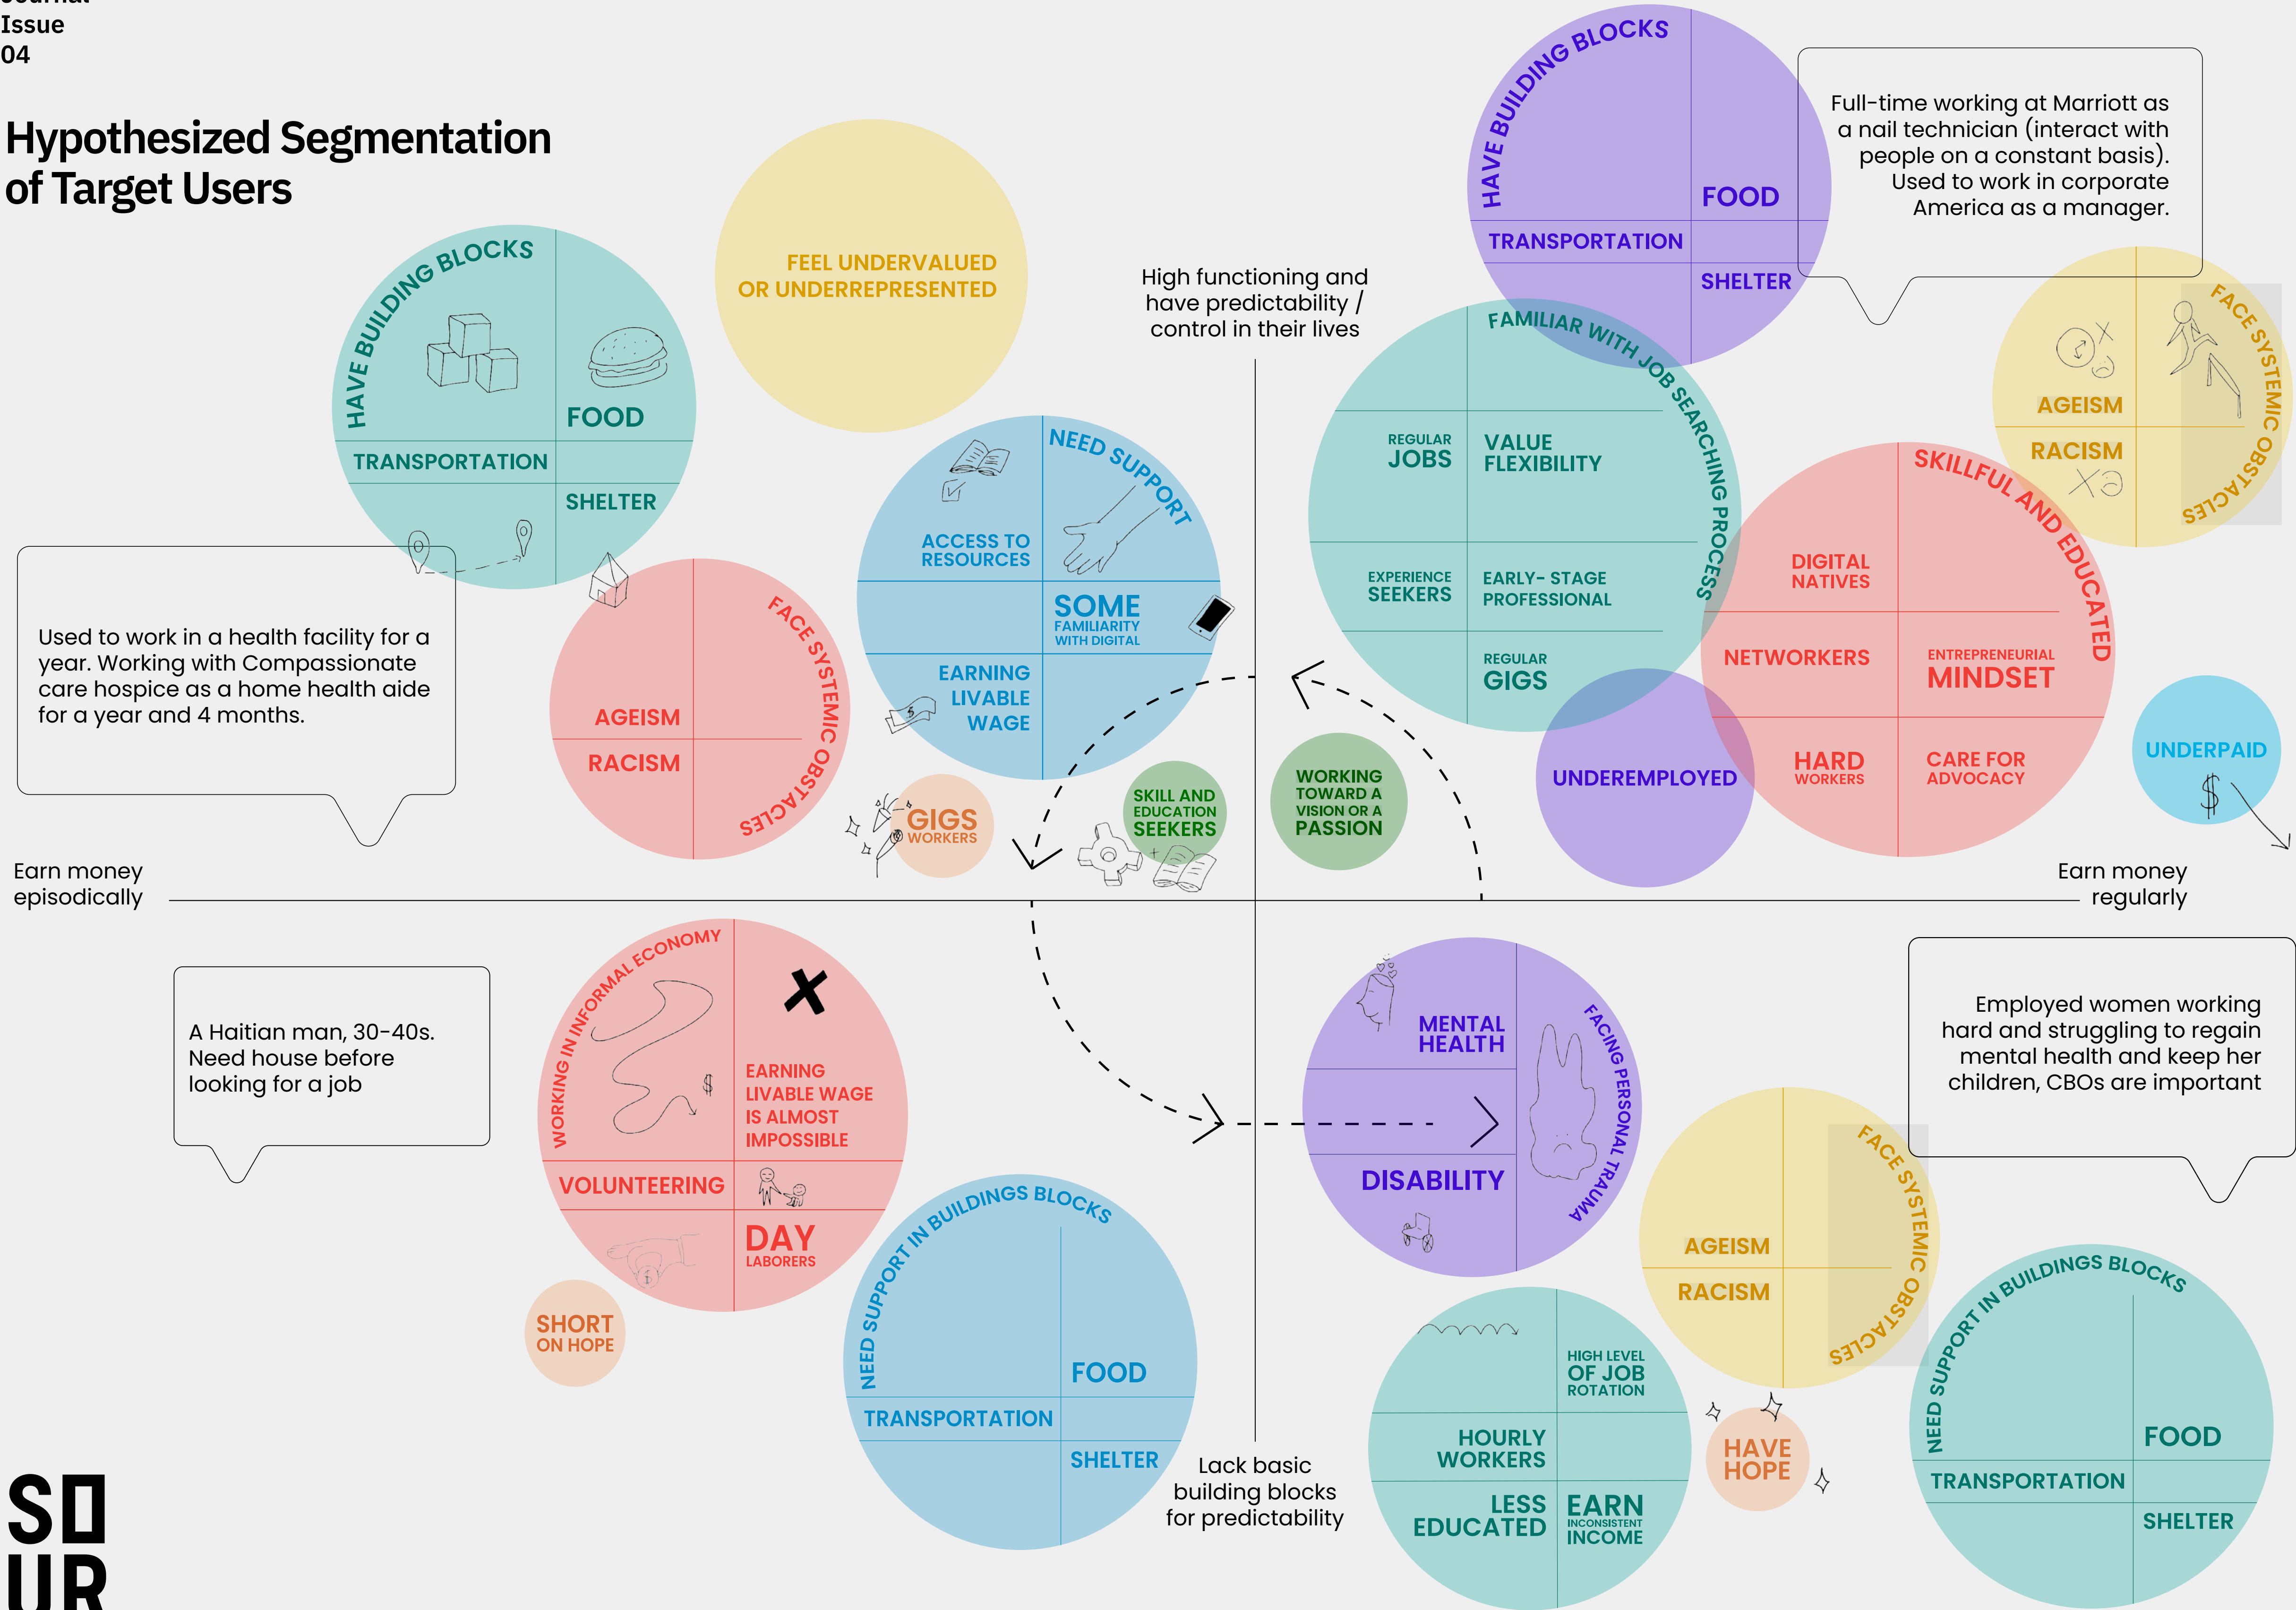 Journal
Issue
04
Hypothesized Segmentation
of Target Users
HAVE BUILDING BLOCKS
FOOD
TRANSPORTATION
SHELTER
FEEL UNDERVALUED
OR UNDERREPRESENTED
NEED SUPPORT
ACCESS TO
RESOURCES
SOME
FAMILIARITY
WITH DIGITAL
EARNING
LIVABLE
WAGE
$
FACE SYSTEMIC OBSTACLES
AGEISM
RACISM
Used to work in a health facility for a
year. Working with Compassionate
care hospice as a home health aide
for a year and 4 months.
GIGS
WORKERS
SKILL AND
EDUCATION
SEEKERS
High functioning and
have predictability /
control in their lives
HAVE BUILDING BLOCKS
FOOD
TRANSPORTATION
SHELTER
Full-time working at Marriott as
a nail technician (interact with
people on a constant basis).
Used to work in corporate
America as a manager.
FAMILIAR WITH JOB SEARCHING PROCESS
REGULAR
JOBS
VALUE
FLEXIBILITY
EXPERIENCE
SEEKERS
EARLY- STAGE
PROFESSIONAL
REGULAR
GIGS
FACE SYSTEMIC OBSTACLES
AGEISM
RACISM
SKILLFUL AND EDUCATED
DIGITAL
NATIVES
NETWORKERS
ENTREPRENEURIAL
MINDSET
HARD
WORKERS
CARE FOR
ADVOCACY
UNDEREMPLOYED
WORKING
TOWARD A
VISION OR A
PASSION
UNDERPAID
$
Earn money
episodically
Earn money
regularly
A Haitian man, 30-40s.
Need house before
looking for a job
WORKING IN INFORMAL ECONOMY
$
EARNING
LIVABLE WAGE
IS ALMOST
IMPOSSIBLE
VOLUNTEERING
DAY
LABORERS
$
SHORT
ON HOPE
NEED SUPPORT IN BUILDINGS BLOCKS
FOOD
TRANSPORTATION
SHELTER
Lack basic
building blocks
for predictability
FACING PERSONAL TRAUMA
MENTAL
HEALTH
DISABILITY
Employed women working
hard and struggling to regain
mental health and keep her
children, CBOs are important
FACE SYSTEMIC OBSTACLES
AGEISM
RACISM
HIGH LEVEL
OF JOB
ROTATION
HOURLY
WORKERS
LESS
EDUCATED
EARN
INCONSISTENT
INCOME
HAVE
HOPE
NEED SUPPORT IN BUILDINGS BLOCKS
FOOD
TRANSPORTATION
SHELTER
SO
UR